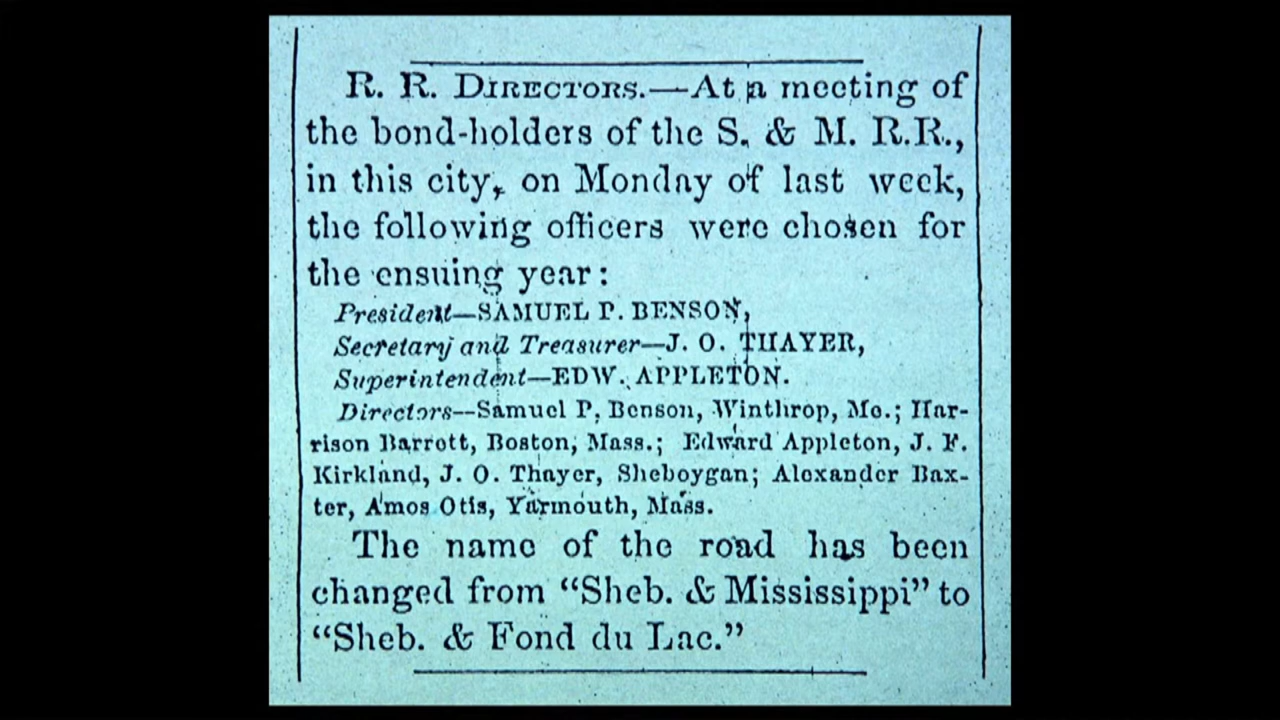 R. R. DIRECTORS.—At a meeting of
the bond-holders of the S. & M. R.R.,
in this city, on Monday of last week,
the following officers were chosen for
the ensuing year:
President—SAMUEL P. BENSON,
Secretary and Treasurer—J. O. THAYER,
Superintendent—EDW. APPLETON.
Directors—Samuel P. Benson, Winthrop, Me.; Har-
rison Barrett, Boston, Mass.; Edward Appleton, J. F.
Kirkland, J. O. Thayer, Sheboygan; Alexander Bax-
ter, Amos Otis, Yarmouth, Mass.
The name of the road has been
changed from “Sheb. & Mississippi” to
“Sheb. & Fond du Lac.”